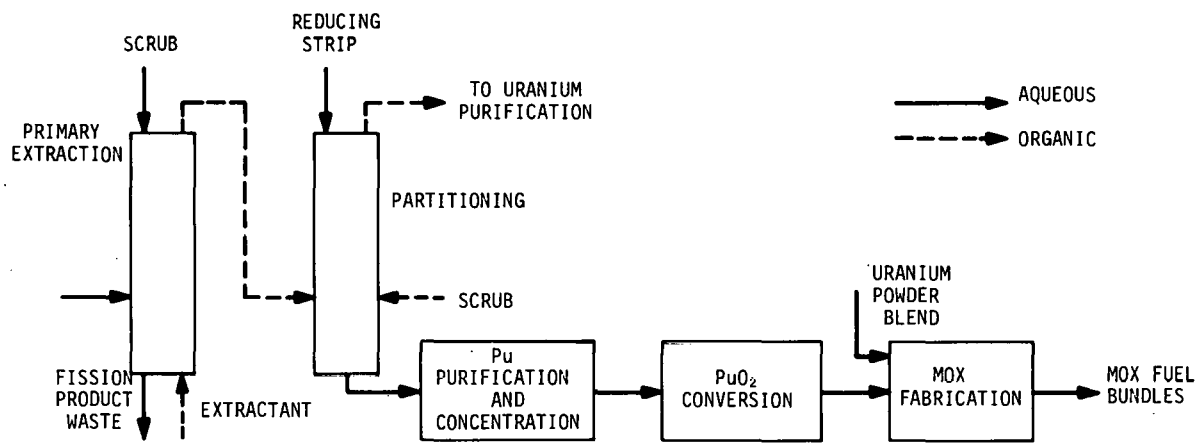 SCRUB
REDUCING
STRIP
TO URANIUM
PURIFICATION
AQUEOUS
ORGANIC
PRIMARY
EXTRACTION
PARTITIONING
SCRUB
URANIUM
POWDER
BLEND
FISSION
PRODUCT
WASTE
EXTRACTANT
Pu
PURIFICATION
AND
CONCENTRATION
PuO₂
CONVERSION
MOX
FABRICATION
MOX FUEL
BUNDLES